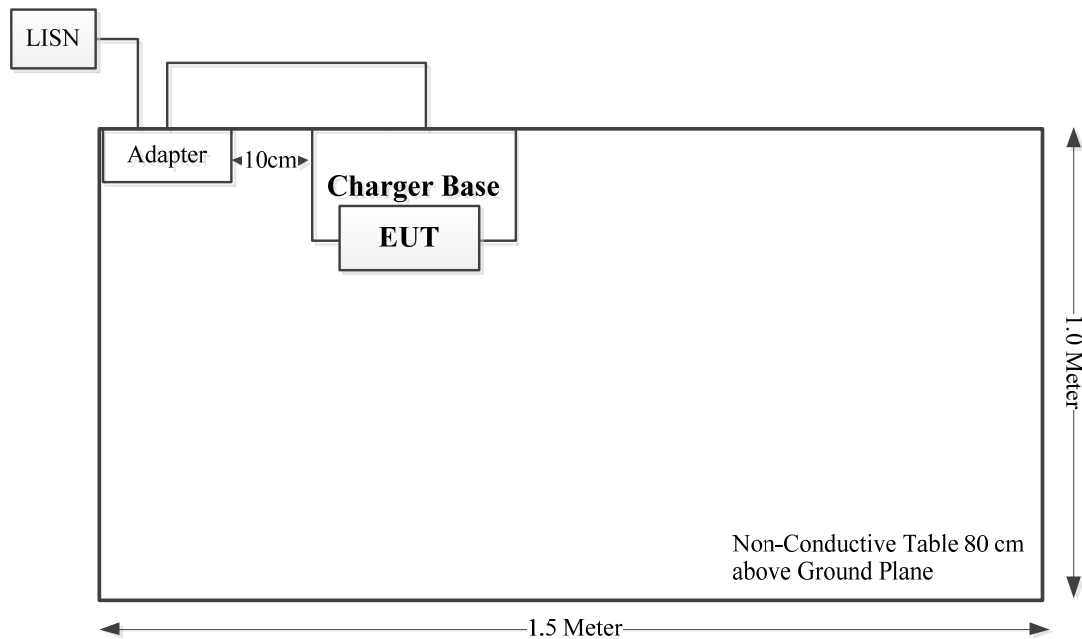 LISN
Adapter
10cm
Charger Base
EUT
1.0 Meter
Non-Conductive Table 80 cm
above Ground Plane
1.5 Meter